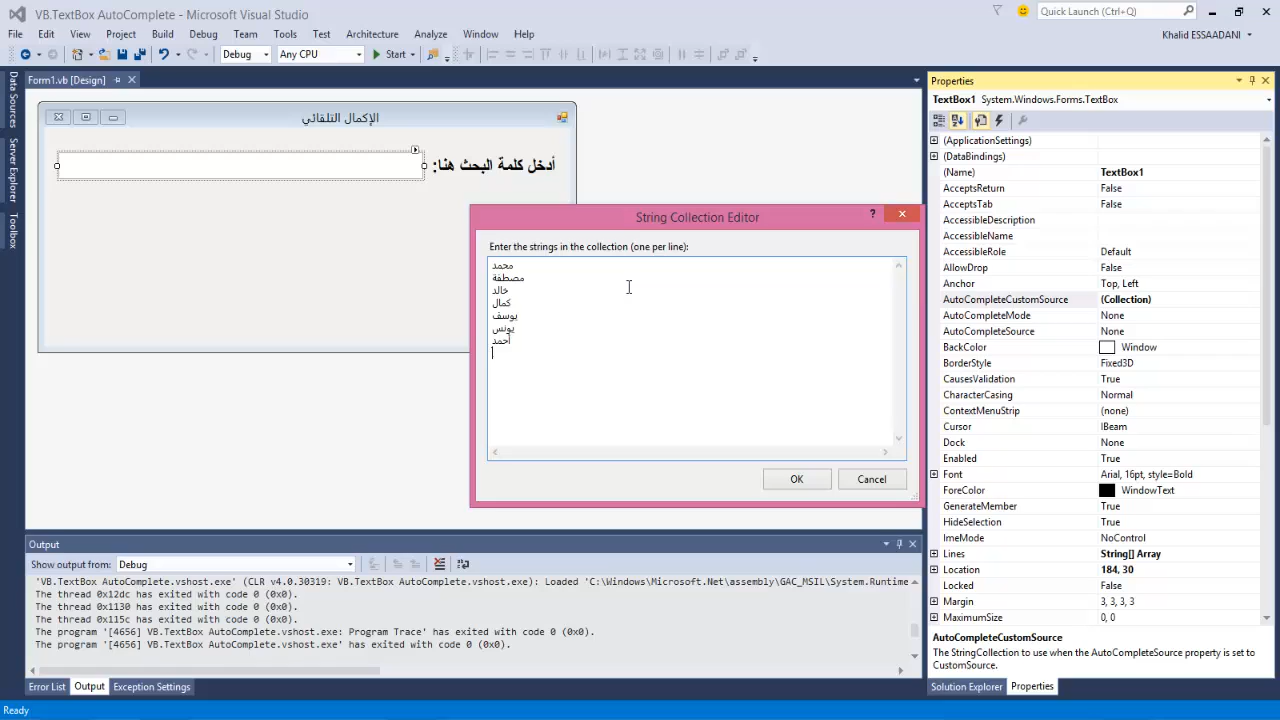 VB.TextBox AutoComplete - Microsoft Visual Studio
Quick Launch (Ctrl+Q)
File Edit View Project Build Debug Team Tools Test Architecture Analyze Window Help
Khalid ESSAADANI
Debug Any CPU Start
Data Sources
Server Explorer
Toolbox
Form1.vb [Design]
الإكمال التلقائي
أدخل كلمة البحث هنا:
String Collection Editor
?
Enter the strings in the collection (one per line):
محمد
مصطفة
خالد
كمال
يوسف
يونس
أحمد
OK Cancel
Output
Show output from: Debug
'VB.TextBox AutoComplete.vshost.exe' (CLR v4.0.30319: VB.TextBox AutoComplete.vshost.exe): Loaded 'C:\Windows\Microsoft.Net\assembly\GAC_MSIL\System.Runtime
The thread 0x12dc has exited with code 0 (0x0).
The thread 0x1130 has exited with code 0 (0x0).
The thread 0x115c has exited with code 0 (0x0).
The program '[4656] VB.TextBox AutoComplete.vshost.exe: Program Trace' has exited with code 0 (0x0).
The program '[4656] VB.TextBox AutoComplete.vshost.exe' has exited with code 0 (0x0).
Error List Output Exception Settings
Properties
TextBox1 System.Windows.Forms.TextBox
(ApplicationSettings)
(DataBindings)
(Name) TextBox1
AcceptsReturn False
AcceptsTab False
AccessibleDescription
AccessibleName
AccessibleRole Default
AllowDrop False
Anchor Top, Left
AutoCompleteCustomSource (Collection)
AutoCompleteMode None
AutoCompleteSource None
BackColor Window
BorderStyle Fixed3D
CausesValidation True
CharacterCasing Normal
ContextMenuStrip (none)
Cursor IBeam
Dock None
Enabled True
Font Arial, 16pt, style=Bold
ForeColor WindowText
GenerateMember True
HideSelection True
ImeMode NoControl
Lines String[] Array
Location 184, 30
Locked False
Margin 3, 3, 3, 3
MaximumSize 0, 0
AutoCompleteCustomSource
The StringCollection to use when the AutoCompleteSource property is set to
CustomSource.
Solution Explorer Properties
Ready